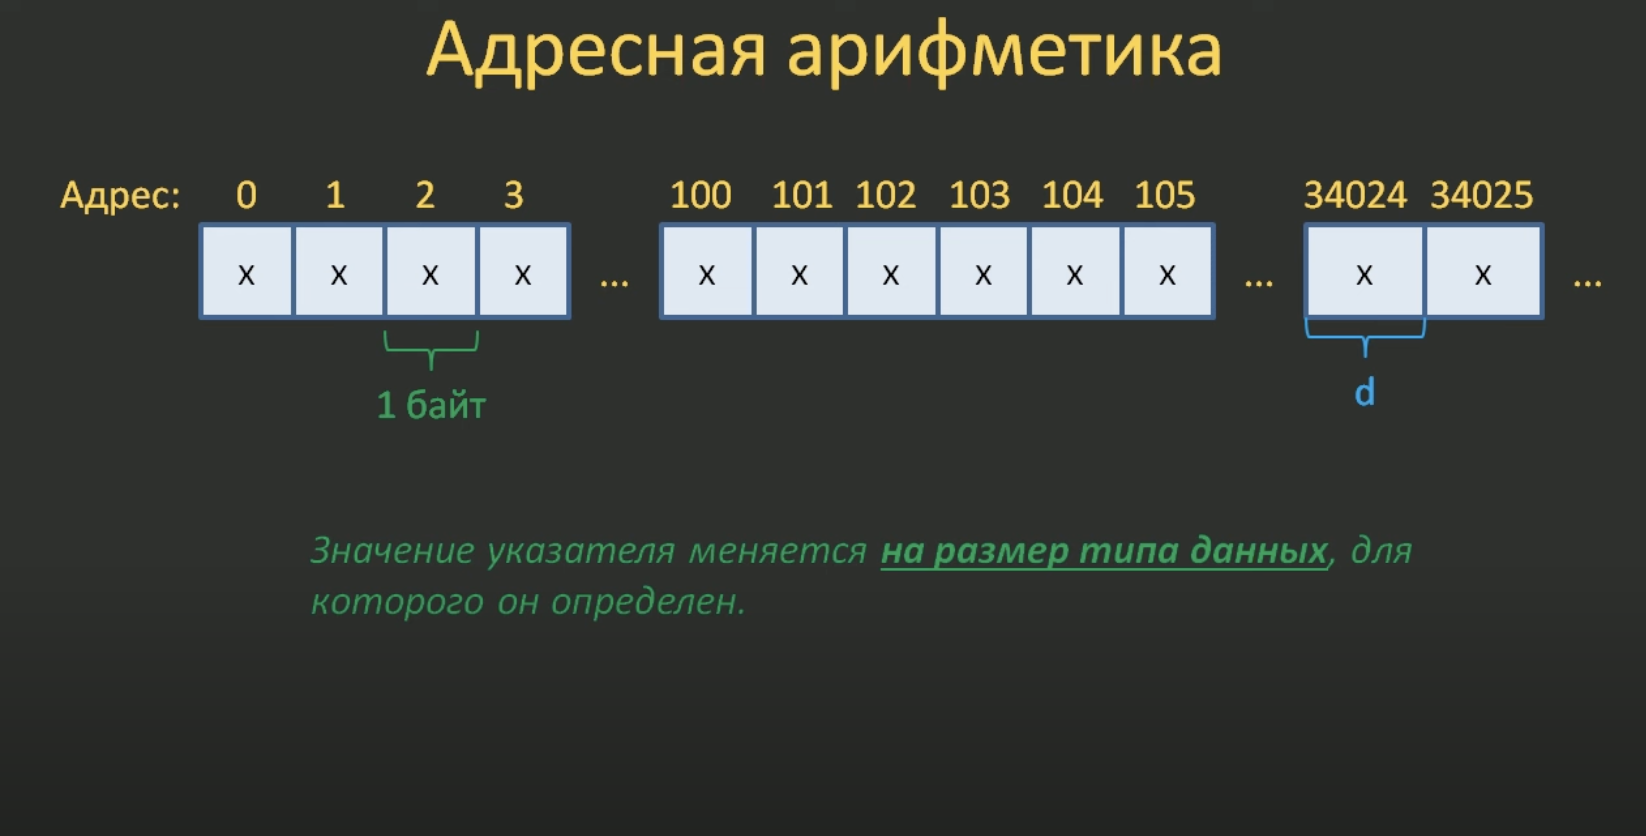 Адресная арифметика
Адрес: 0 1 2 3 100 101 102 103 104 105 34024 34025
x x x x ... x x x x x x ... x x ...
1 байт
d
Значение указателя меняется на размер типа данных, для
которого он определен.